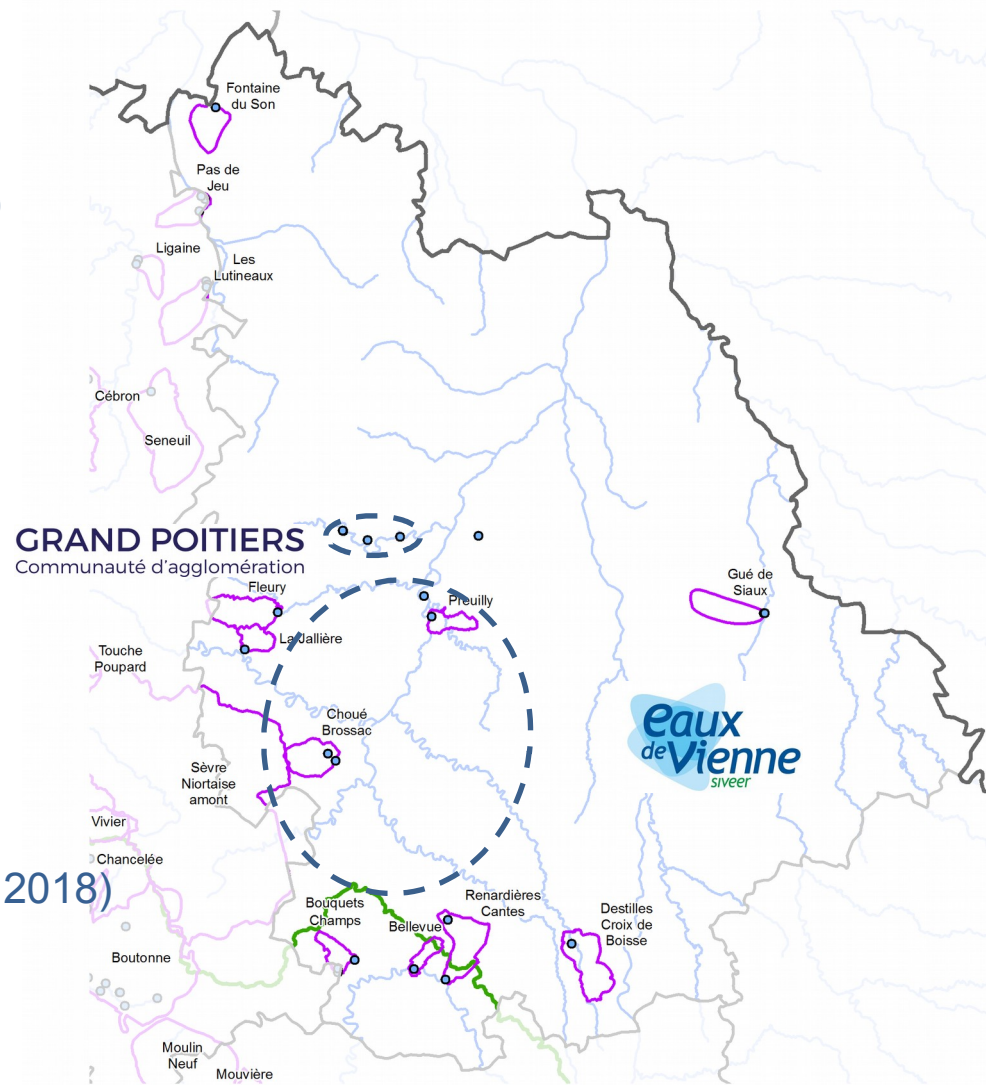 Fontaine
du Son
Pas de
Jeu
Ligaine
Les
Lutineaux
Cébron
Seneuil
GRAND POITIERS
Communauté d'agglomération
Fleury
Preuilly
Gué de
Siaux
La Jallière
Touche
Poupard
Choué
Brossac
eaux
de Vienne
siveer
Sèvre
Niortaise
amont
Vivier
Chancelée
2018)
Bouquets
Champs
Renardières
Cantes
Bellevue
Destilles
Croix de
Boisse
Boutonne
Moulin
Neuf
Mouvière